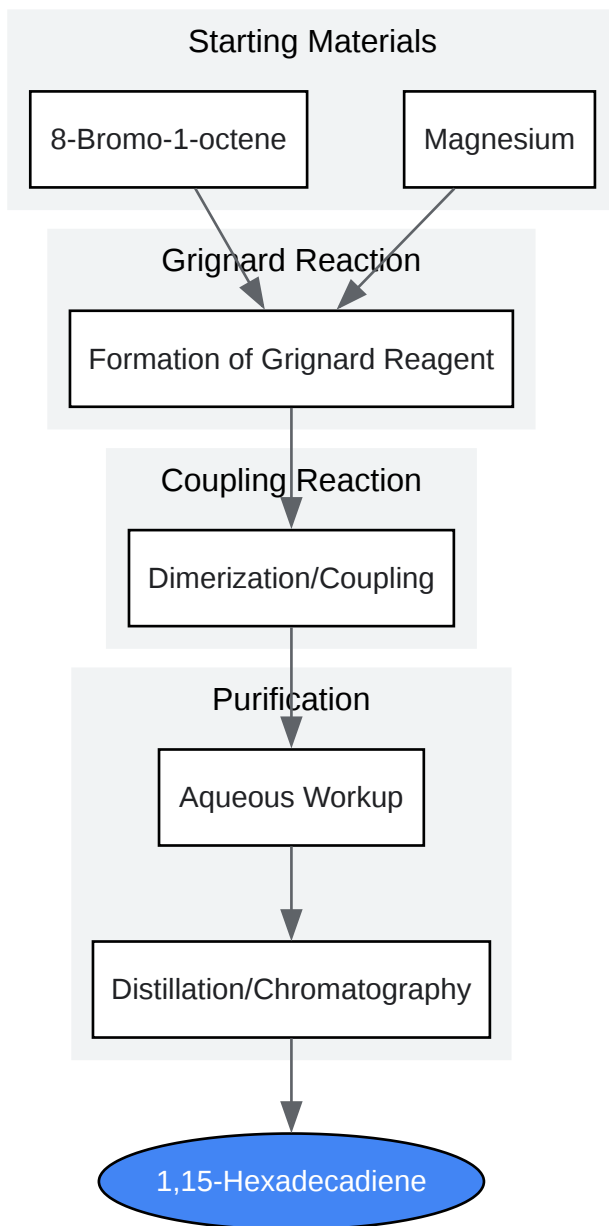 Starting Materials
8-Bromo-1-octene
Magnesium
Grignard Reaction
Formation of Grignard Reagent
Coupling Reaction
Dimerization/Coupling
Purification
Aqueous Workup
Distillation/Chromatography
1,15-Hexadecadiene